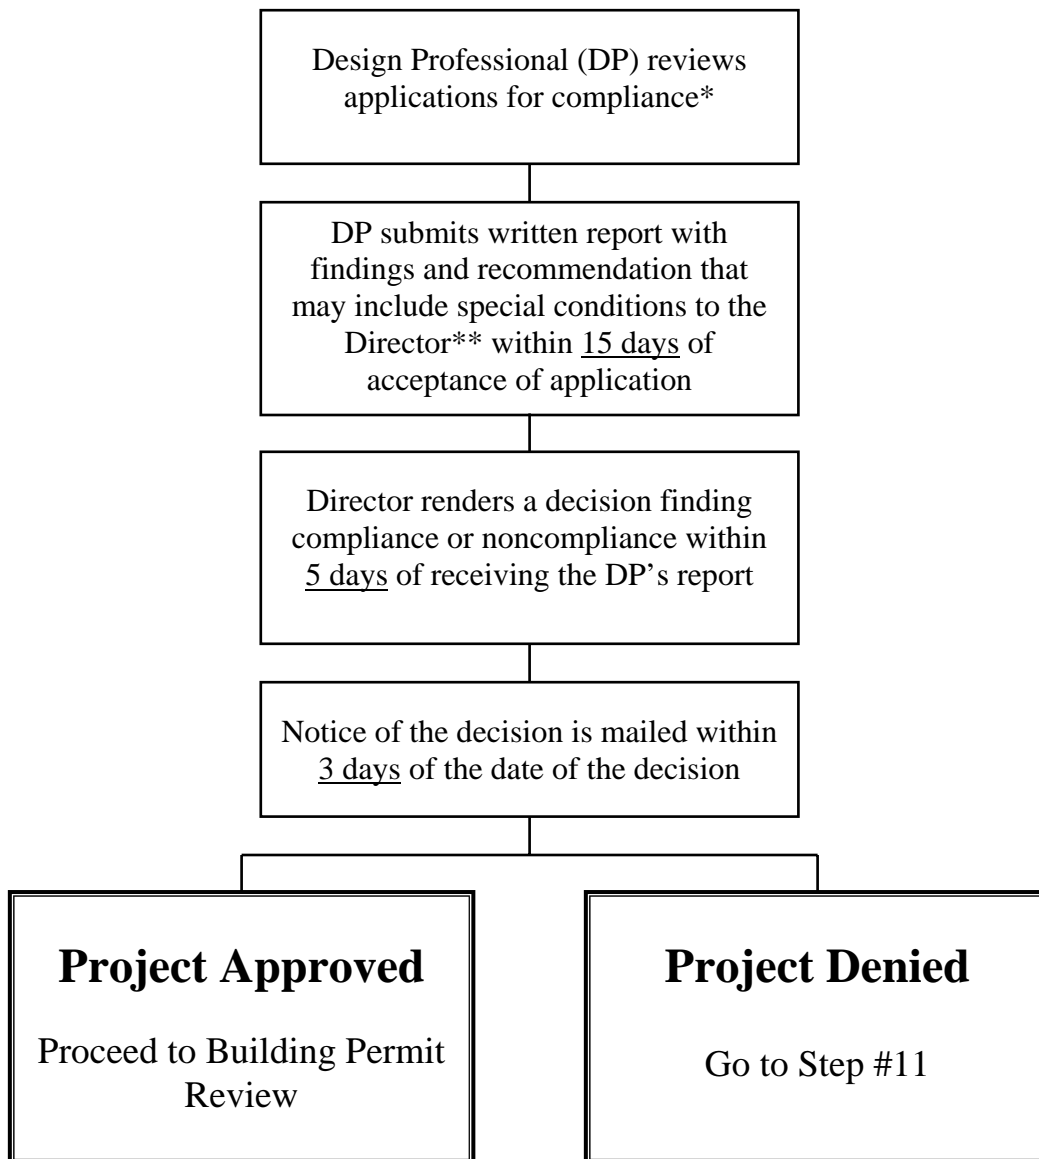 Design Professional (DP) reviews
applications for compliance*
DP submits written report with
findings and recommendation that
may include special conditions to the
Director** within 15 days of
acceptance of application
Director renders a decision finding
compliance or noncompliance within
5 days of receiving the DP’s report
Notice of the decision is mailed within
3 days of the date of the decision
Project Approved
Proceed to Building Permit
Review
Project Denied
Go to Step #11